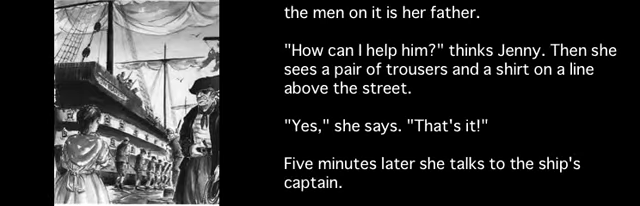 the men on it is her father.
"How can I help him?" thinks Jenny. Then she
sees a pair of trousers and a shirt on a line
above the street.
"Yes," she says. "That's it!"
Five minutes later she talks to the ship's
captain.